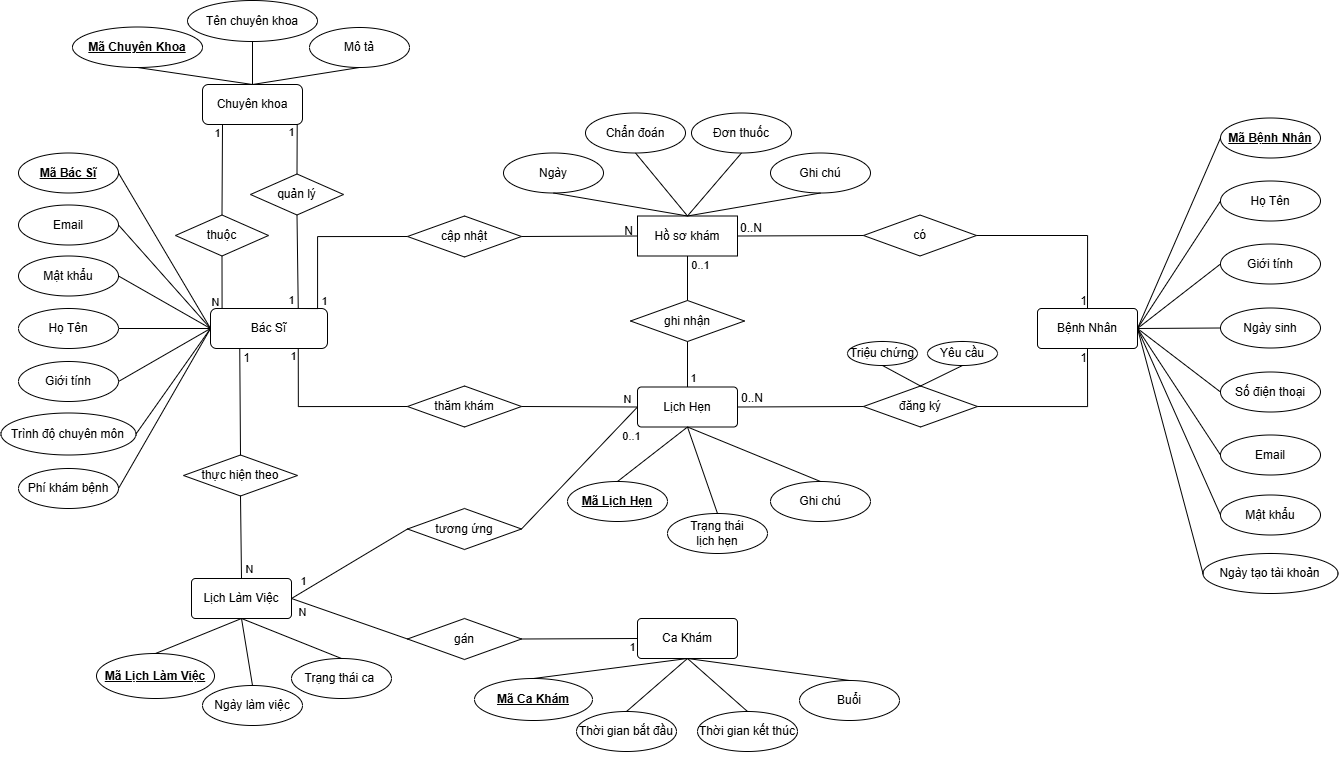 Tên chuyên khoa
Mã Chuyên Khoa
Mô tả
Chuyên khoa
1
1
Chẩn đoán
Đơn thuốc
Mã Bệnh Nhân
Mã Bác Sĩ
Ngày
Ghi chú
quản lý
Họ Tên
Email
thuộc
cập nhật
N
Hồ sơ khám
0..N
có
0..1
Giới tính
Mật khẩu
N
1
1
1
Họ Tên
Bác Sĩ
ghi nhận
Bệnh Nhân
Ngày sinh
1
1
Triệu chứng
Yêu cầu
1
Giới tính
1
Số điện thoại
N
0..N
thăm khám
Lịch Hẹn
đăng ký
Trình độ chuyên môn
0..1
Email
thực hiện theo
Phí khám bệnh
Mã Lịch Hẹn
Ghi chú
Mật khẩu
tương ứng
Trạng thái
lịch hẹn
N
1
Ngày tạo tài khoản
Lịch Làm Việc
N
gán
1
Ca Khám
Mã Lịch Làm Việc
Trạng thái ca
Ngày làm việc
Mã Ca Khám
Buổi
Thời gian bắt đầu
Thời gian kết thúc